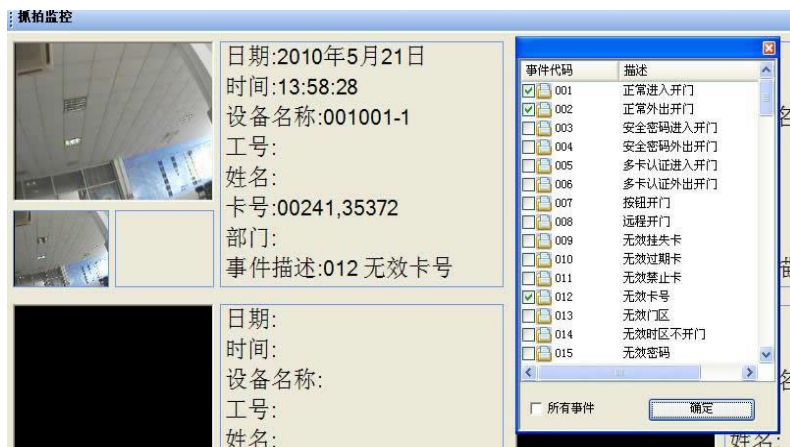 抓拍监控
日期:2010年5月21日
时间:13:58:28
设备名称:001001-1
工号:
姓名:
卡号:00241,35372
部门:
事件描述:012 无效卡号
日期:
时间:
设备名称:
工号:
姓名:
事件代码 描述
001 正常进入开门
002 正常外出开门
003 安全密码进入开门
004 安全密码外出开门
005 多卡认证进入开门
006 多卡认证外出开门
007 按钮开门
008 远程开门
009 无效挂失卡
010 无效过期卡
011 无效禁止卡
012 无效卡号
013 无效门区
014 无效时区不开门
015 无效密码
所有事件 确定
姓名: